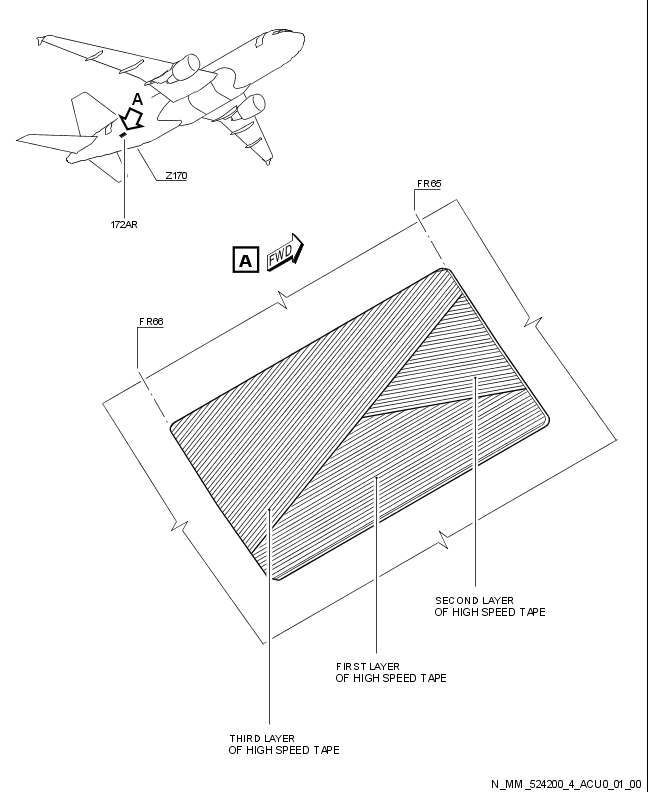 A
Z170
172AR
FR65
A
FWD
FR66
SECOND LAYER
OF HIGH SPEED TAPE
FIRST LAYER
OF HIGH SPEED TAPE
THIRD LAYER
OF HIGH SPEED TAPE
N_MM_524200_4_ACU0_01_00